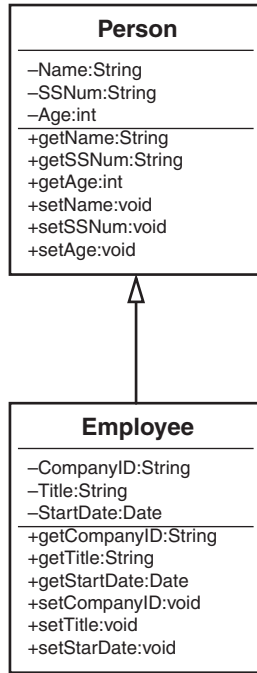 Person
–Name:String
–SSNum:String
–Age:int
+getName:String
+getSSNum:String
+getAge:int
+setName:void
+setSSNum:void
+setAge:void
Employee
–CompanyID:String
–Title:String
–StartDate:Date
+getCompanyID:String
+getTitle:String
+getStartDate:Date
+setCompanyID:void
+setTitle:void
+setStarDate:void